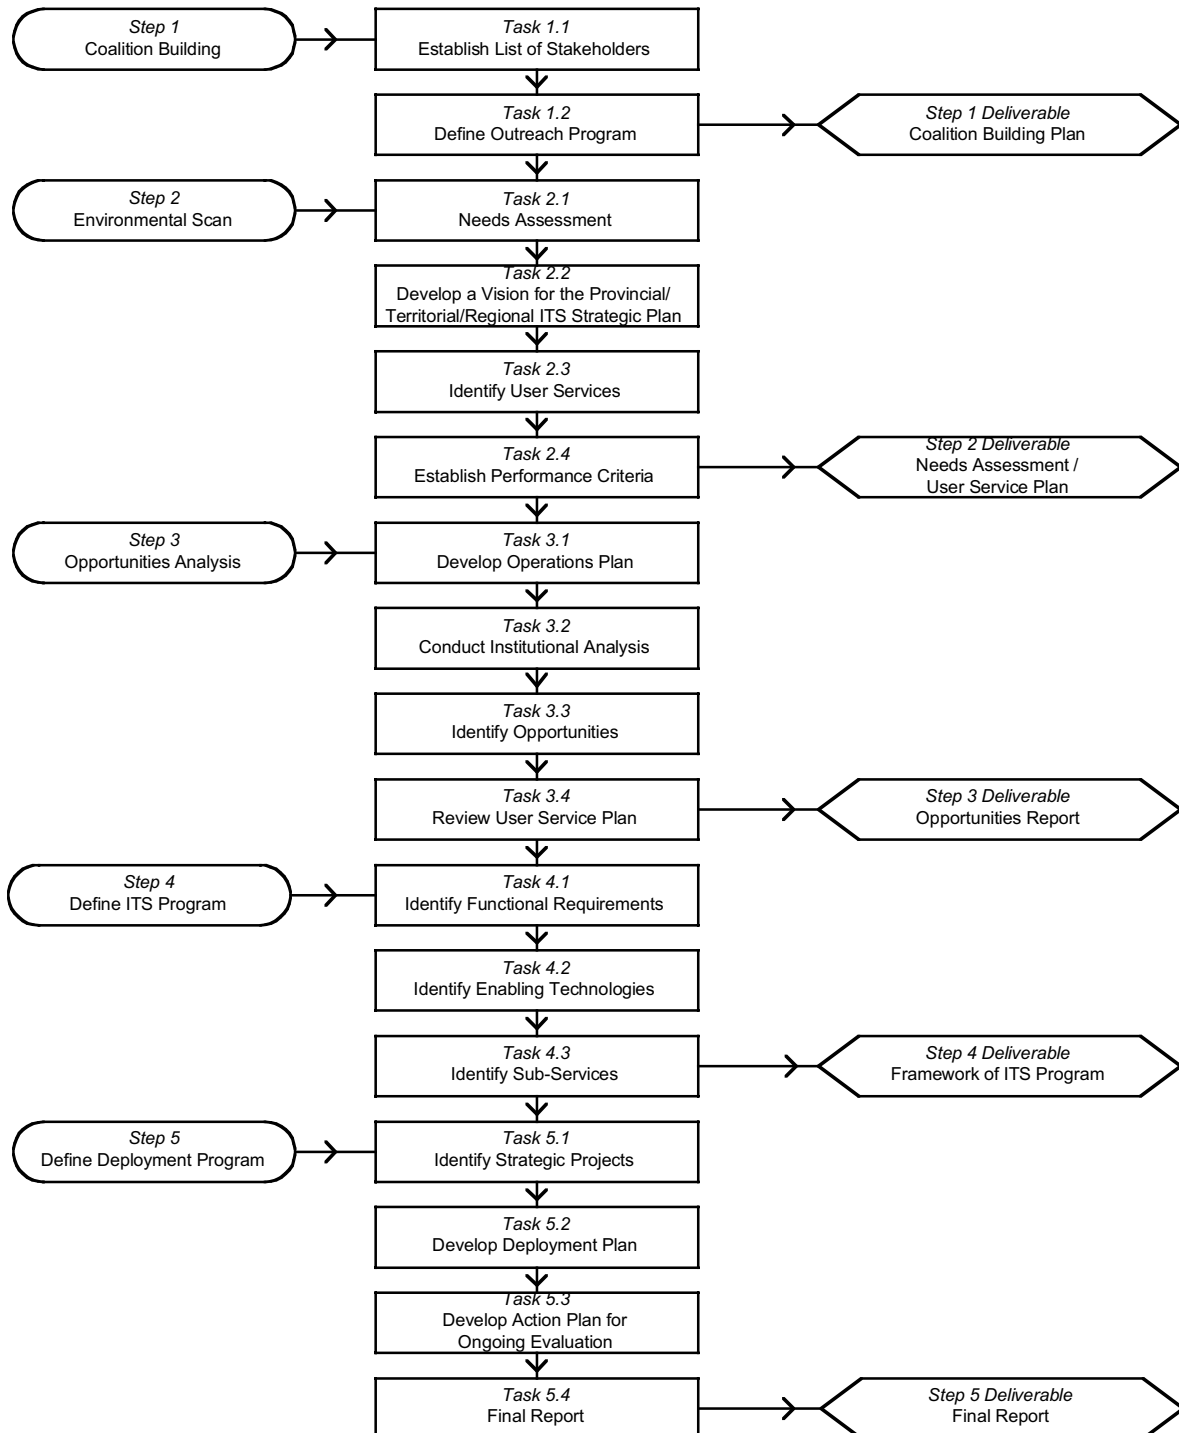 Step 1
Coalition Building
Task 1.1
Establish List of Stakeholders
Task 1.2
Define Outreach Program
Step 1 Deliverable
Coalition Building Plan
Step 2
Environmental Scan
Task 2.1
Needs Assessment
Task 2.2
Develop a Vision for the Provincial/
Territorial/Regional ITS Strategic Plan
Task 2.3
Identify User Services
Task 2.4
Establish Performance Criteria
Step 2 Deliverable
Needs Assessment /
User Service Plan
Step 3
Opportunities Analysis
Task 3.1
Develop Operations Plan
Task 3.2
Conduct Institutional Analysis
Task 3.3
Identify Opportunities
Task 3.4
Review User Service Plan
Step 3 Deliverable
Opportunities Report
Step 4
Define ITS Program
Task 4.1
Identify Functional Requirements
Task 4.2
Identify Enabling Technologies
Task 4.3
Identify Sub-Services
Step 4 Deliverable
Framework of ITS Program
Step 5
Define Deployment Program
Task 5.1
Identify Strategic Projects
Task 5.2
Develop Deployment Plan
Task 5.3
Develop Action Plan for
Ongoing Evaluation
Task 5.4
Final Report
Step 5 Deliverable
Final Report